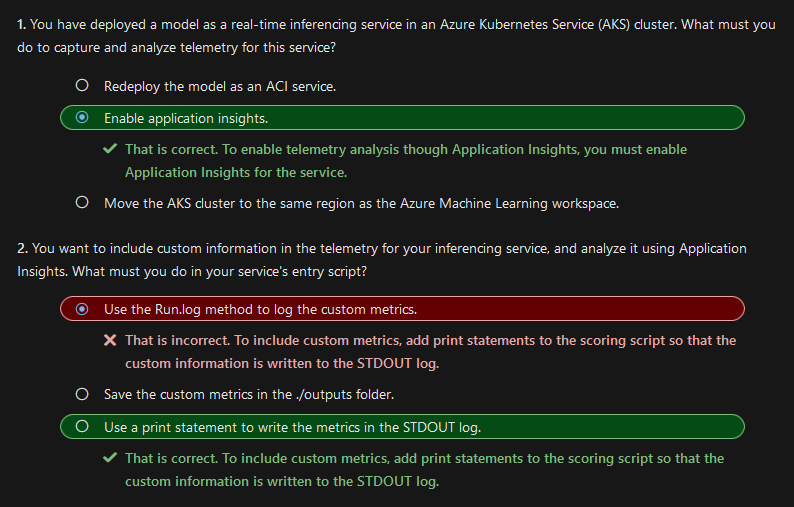 1. You have deployed a model as a real-time inferencing service in an Azure Kubernetes Service (AKS) cluster. What must you
do to capture and analyze telemetry for this service?
Redeploy the model as an ACI service.
Enable application insights.
That is correct. To enable telemetry analysis though Application Insights, you must enable
Application Insights for the service.
Move the AKS cluster to the same region as the Azure Machine Learning workspace.
2. You want to include custom information in the telemetry for your inferencing service, and analyze it using Application
Insights. What must you do in your service's entry script?
Use the Run.log method to log the custom metrics.
That is incorrect. To include custom metrics, add print statements to the scoring script so that the
custom information is written to the STDOUT log.
Save the custom metrics in the ./outputs folder.
Use a print statement to write the metrics in the STDOUT log.
That is correct. To include custom metrics, add print statements to the scoring script so that the
custom information is written to the STDOUT log.